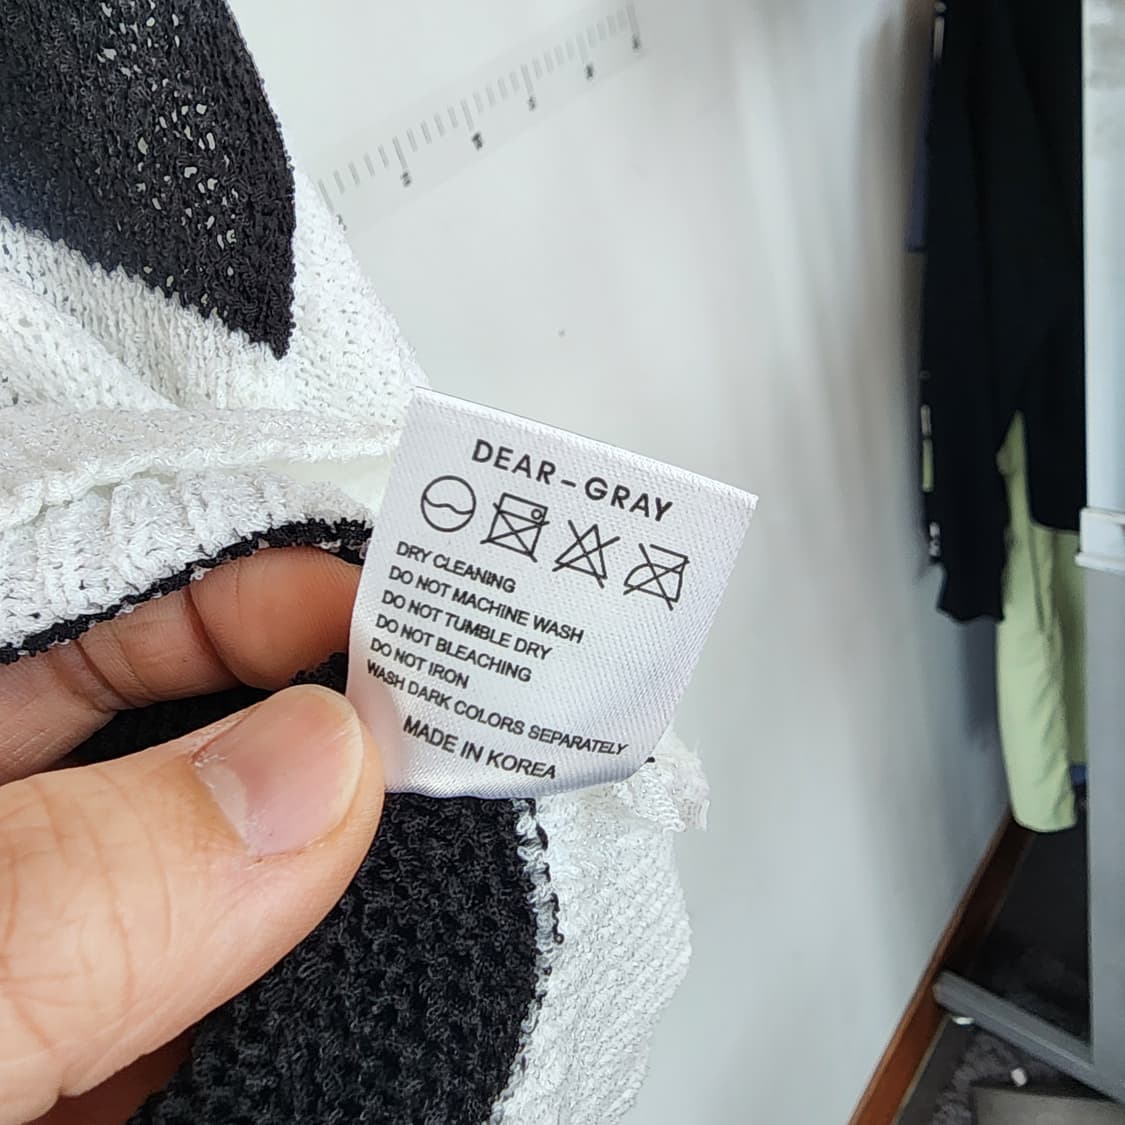 DEAR-GRAY
DRY CLEANING
DO NOT MACHINE WASH
DO NOT TUMBLE DRY
DO NOT BLEACHING
DO NOT IRON
WASH DARK COLORS SEPARATELY
MADE IN KOREA